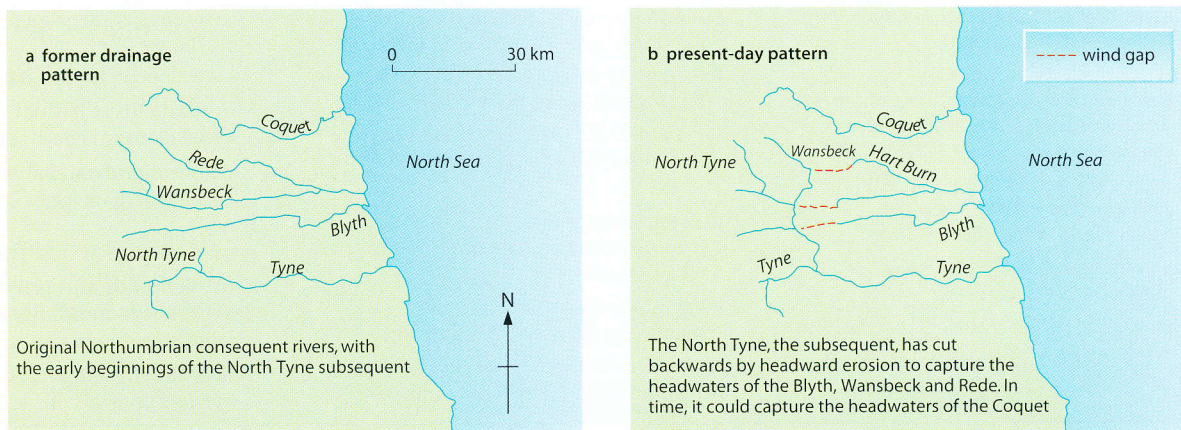 a former drainage
pattern
0 30 km
Coquet
Rede
Wansbeck
North Sea
Blyth
North Tyne
Tyne
N
Original Northumbrian consequent rivers, with
the early beginnings of the North Tyne subsequent
b present-day pattern
wind gap
Coquet
North Tyne
Wansbeck
Hart Burn
North Sea
Blyth
Tyne
Tyne
The North Tyne, the subsequent, has cut
backwards by headward erosion to capture the
headwaters of the Blyth, Wansbeck and Rede. In
time, it could capture the headwaters of the Coquet